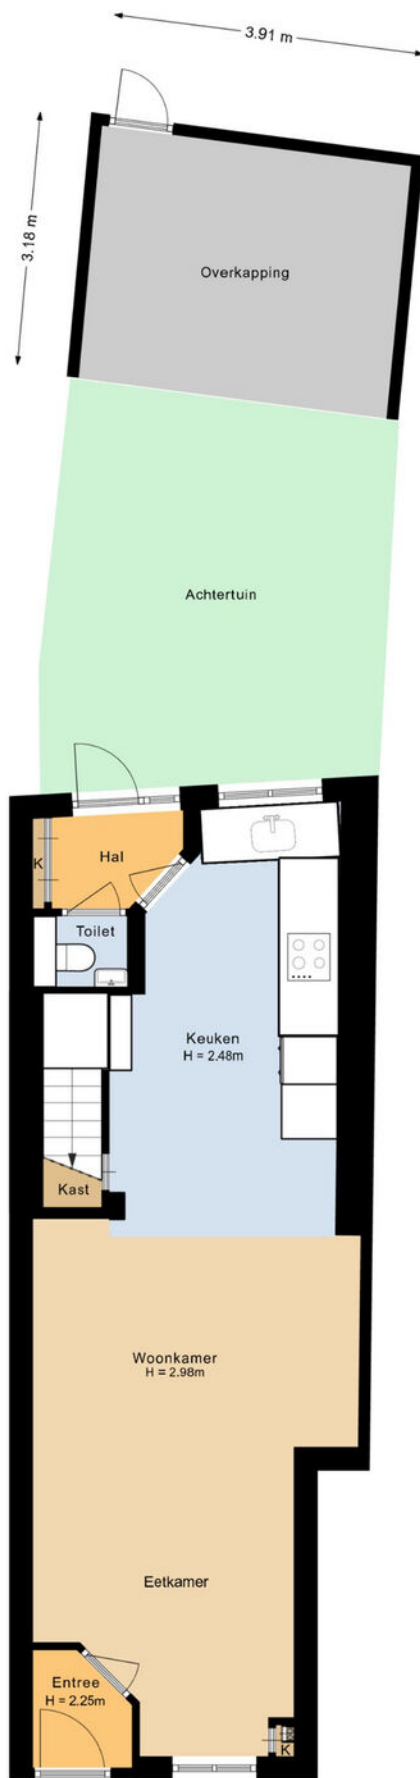 3.91 m
3.18 m
Overkapping
Achtertuin
Hal
K
Toilet
Keuken
H = 2.48m
Kast
Woonkamer
H = 2.98m
Eetkamer
Entree
H = 2.25m
K